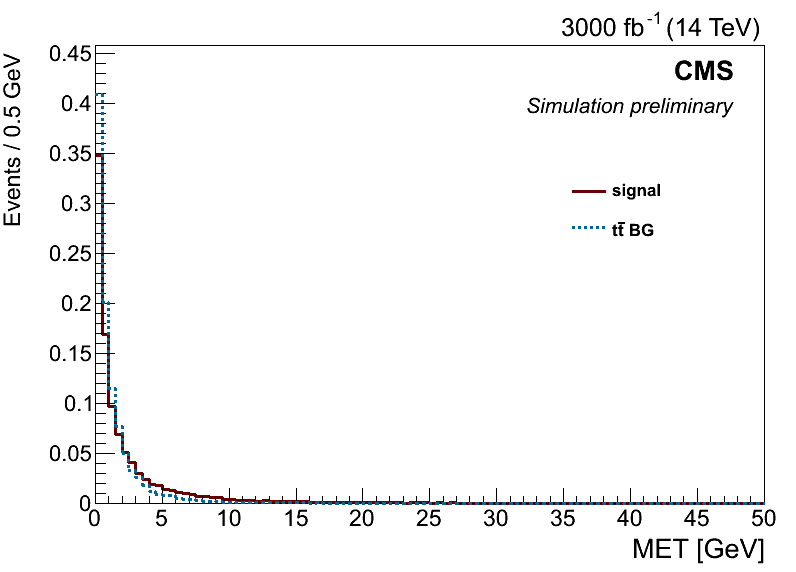 3000 fb⁻¹ (14 TeV)
CMS
Simulation preliminary
signal
tt̄ BG
Events / 0.5 GeV
0.45
0.4
0.35
0.3
0.25
0.2
0.15
0.1
0.05
0
0 5 10 15 20 25 30 35 40 45 50
MET [GeV]